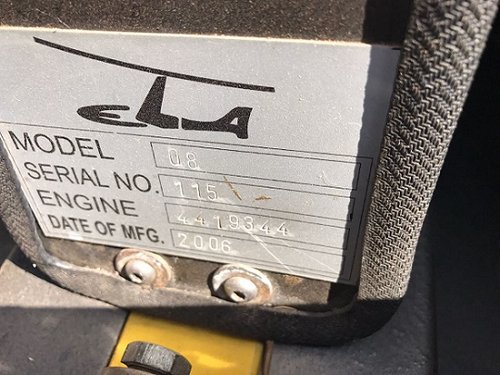 ELA
MODEL 08
SERIAL NO. 115
ENGINE 4419344
DATE OF MFG. 2006